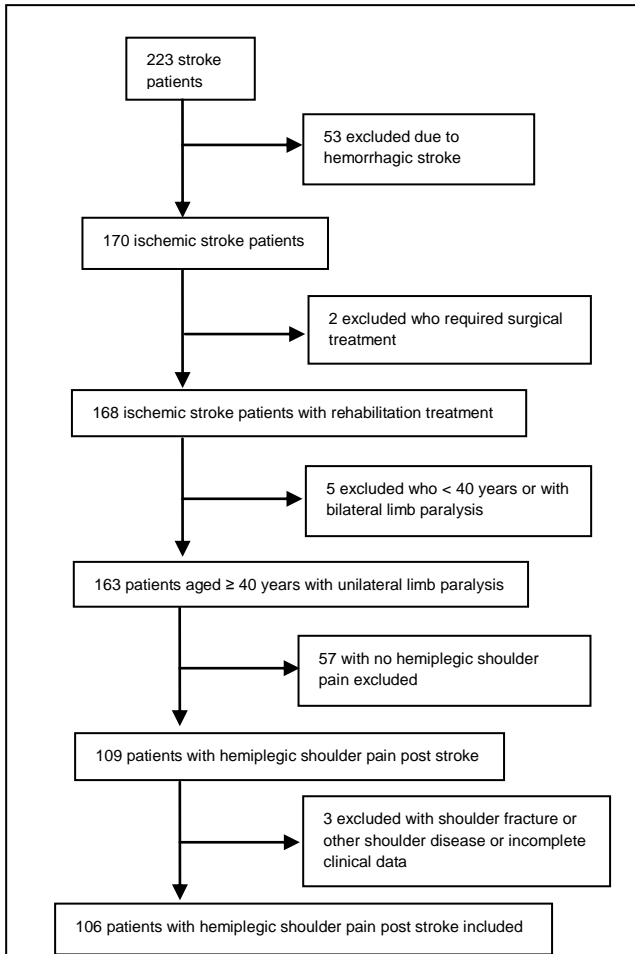 223 stroke
patients
53 excluded due to
hemorrhagic stroke
170 ischemic stroke patients
2 excluded who required surgical
treatment
168 ischemic stroke patients with rehabilitation treatment
5 excluded who < 40 years or with
bilateral limb paralysis
163 patients aged ≥ 40 years with unilateral limb paralysis
57 with no hemiplegic shoulder
pain excluded
109 patients with hemiplegic shoulder pain post stroke
3 excluded with shoulder fracture or
other shoulder disease or incomplete
clinical data
106 patients with hemiplegic shoulder pain post stroke included